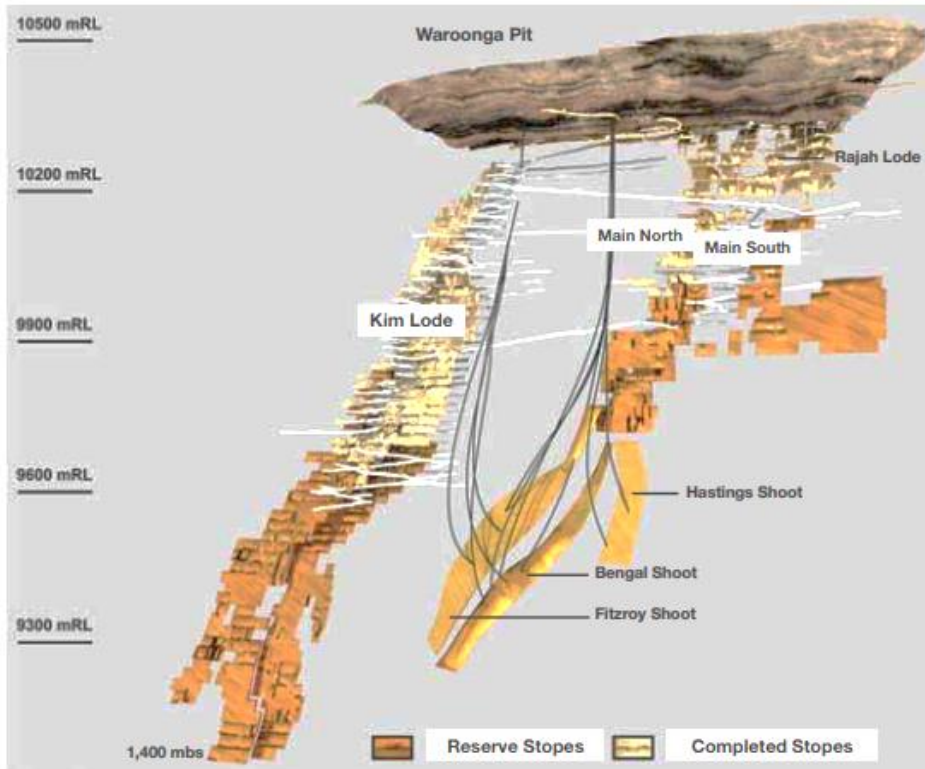 10500 mRL
Waroonga Pit
Rajah Lode
10200 mRL
Main North
Main South
Kim Lode
9900 mRL
9600 mRL
Hastings Shoot
Bengal Shoot
Fitzroy Shoot
9300 mRL
1,400 mbs
Reserve Stopes
Completed Stopes